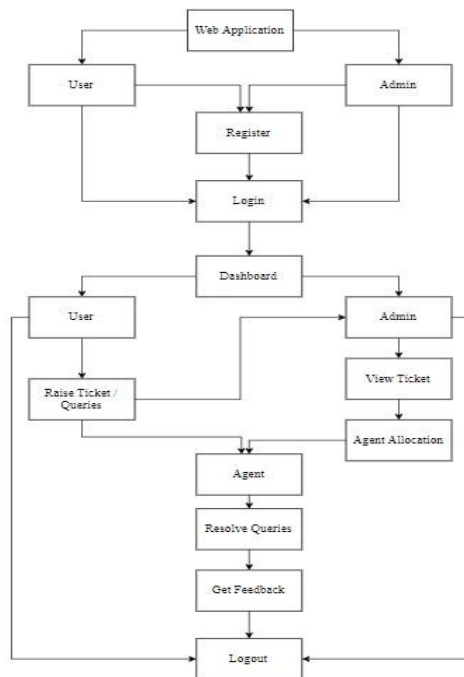 Web Application
User
Admin
Register
Login
Dashboard
User
Admin
Raise Ticket /
Queries
View Ticket
Agent Allocation
Agent
Resolve Queries
Get Feedback
Logout